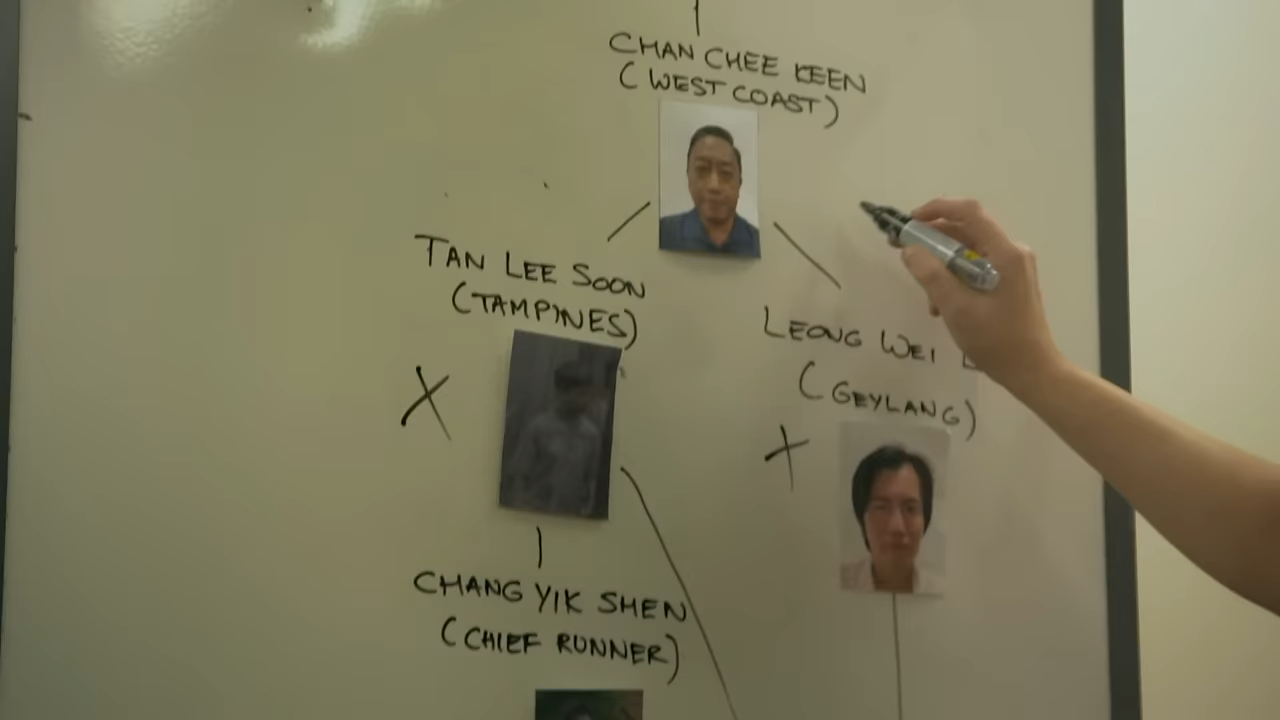 CHAN CHEE KEEN
(WEST COAST)
TAN LEE SOON
(TAMPINES)
X
LEONG WEI
(GEYLANG)
X
CHANG YIK SHEN
(CHIEF RUNNER)